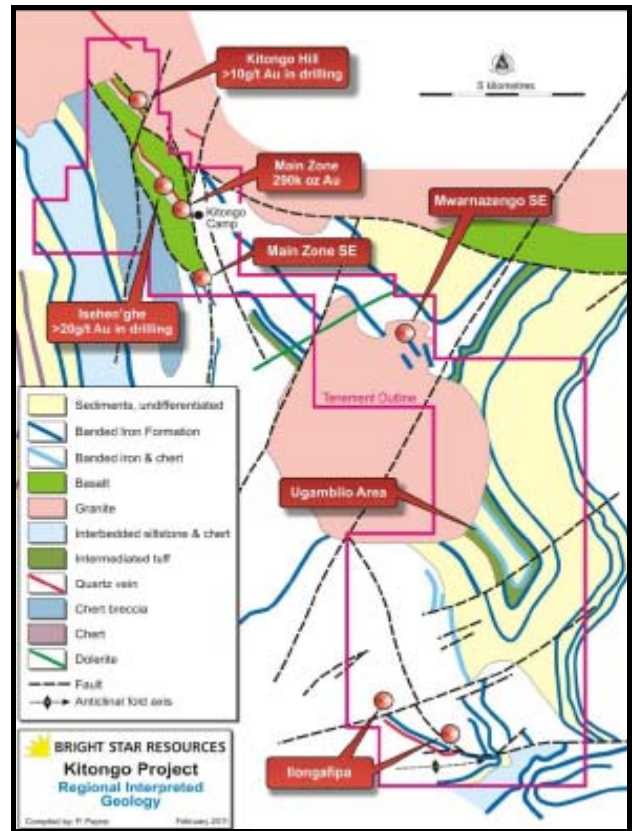 Kitongo Hill
>10g/t Au in drilling
5 kilometres
Main Zone
290k oz Au
Mwarnazengo SE
Kitongo
Camp
Main Zone SE
Isehen'ghe
>20g/t Au in drilling
Tenement Outline
Ugamblio Area
Sediments, undifferentiated
Banded Iron Formation
Banded iron & chert
Basalt
Granite
Interbedded siltstone & chert
Intermediated tuff
Quartz vein
Chert breccia
Chert
Dolerite
Fault
Anticlinal fold axis
Ilongafipa
BRIGHT STAR RESOURCES
Kitongo Project
Regional Interpreted
Geology
Compiled by: P. Payne
February 2011